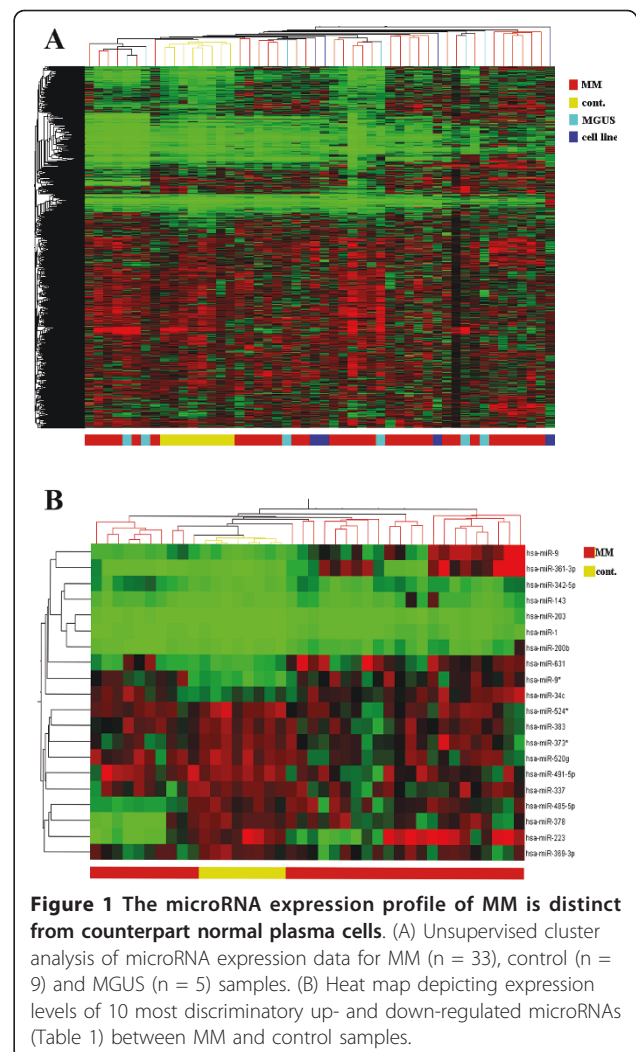 A
MM
cont.
MGUS
cell line
B
hsa-miR-9
hsa-miR-361-3p
hsa-miR-342-5p
hsa-miR-143
hsa-miR-203
hsa-miR-1
hsa-miR-200b
hsa-miR-631
hsa-miR-9*
hsa-miR-34c
hsa-miR-524*
hsa-miR-383
hsa-miR-373*
hsa-miR-520g
hsa-miR-491-5p
hsa-miR-337
hsa-miR-485-5p
hsa-miR-378
hsa-miR-223
hsa-miR-369-3p
MM
cont.
Figure 1 The microRNA expression profile of MM is distinct
from counterpart normal plasma cells. (A) Unsupervised cluster
analysis of microRNA expression data for MM (n = 33), control (n =
9) and MGUS (n = 5) samples. (B) Heat map depicting expression
levels of 10 most discriminatory up- and down-regulated microRNAs
(Table 1) between MM and control samples.